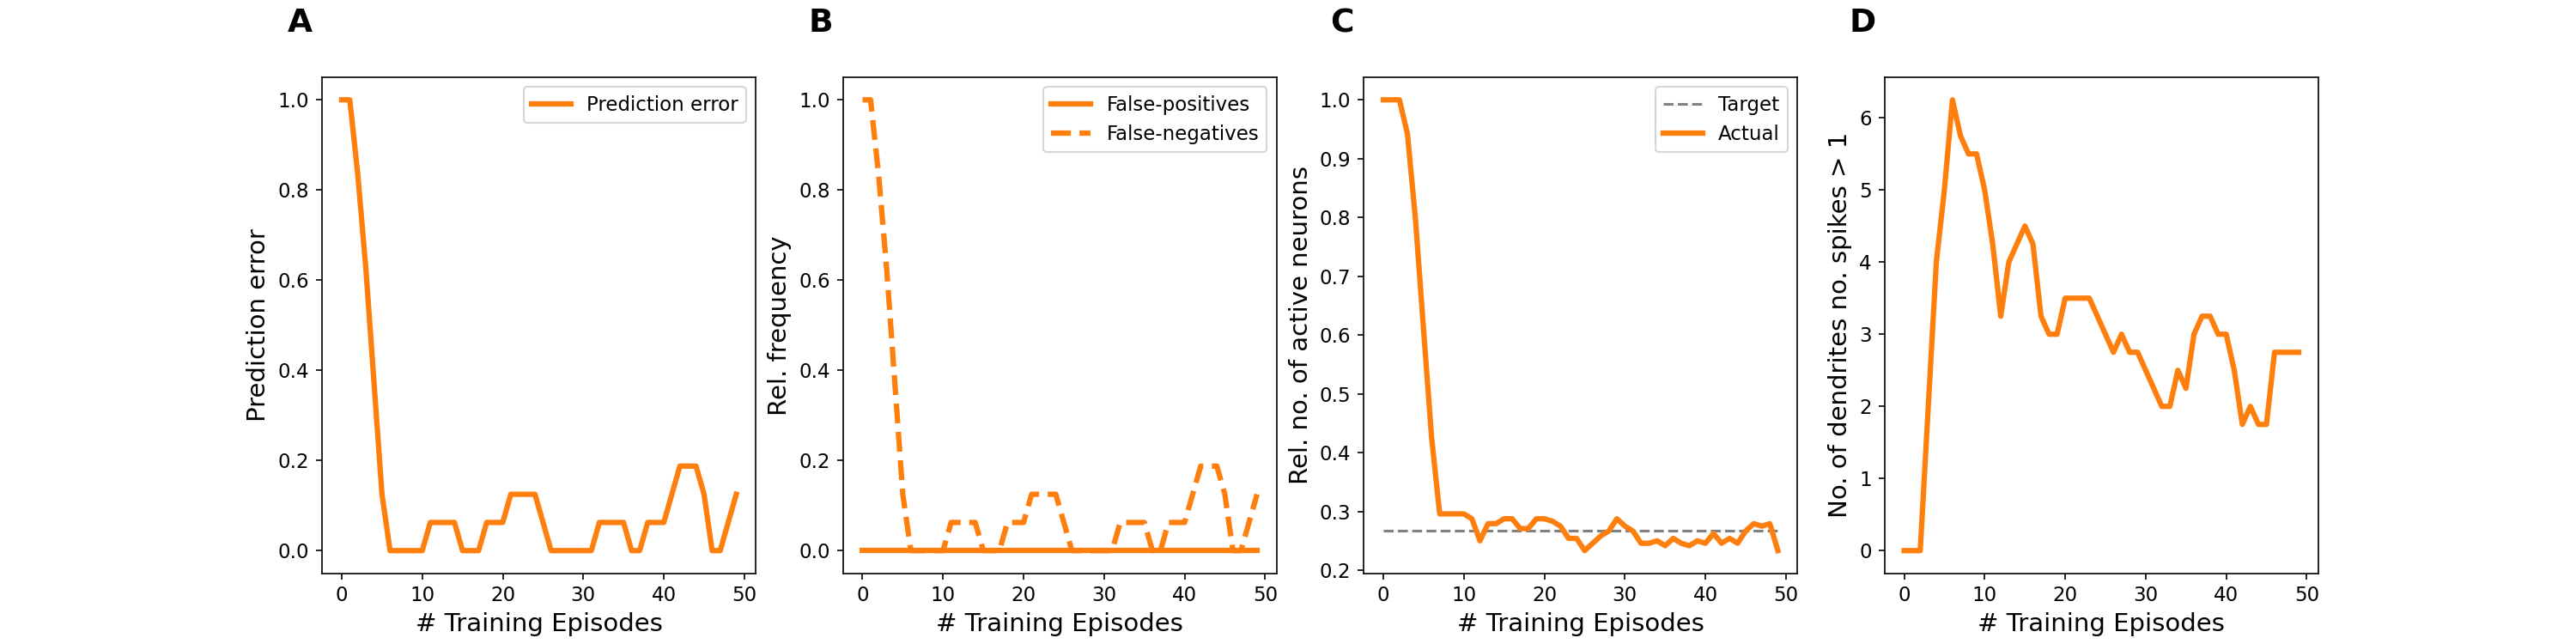 A
Prediction error
1.0
0.8
0.6
0.4
0.2
0.0
Prediction error
0 10 20 30 40 50
# Training Episodes
B
Rel. frequency
1.0
0.8
0.6
0.4
0.2
0.0
False-positives
False-negatives
0 10 20 30 40 50
# Training Episodes
C
Rel. no. of active neurons
1.0
0.9
0.8
0.7
0.6
0.5
0.4
0.3
0.2
Target
Actual
0 10 20 30 40 50
# Training Episodes
D
No. of dendrites no. spikes > 1
6
5
4
3
2
1
0
0 10 20 30 40 50
# Training Episodes